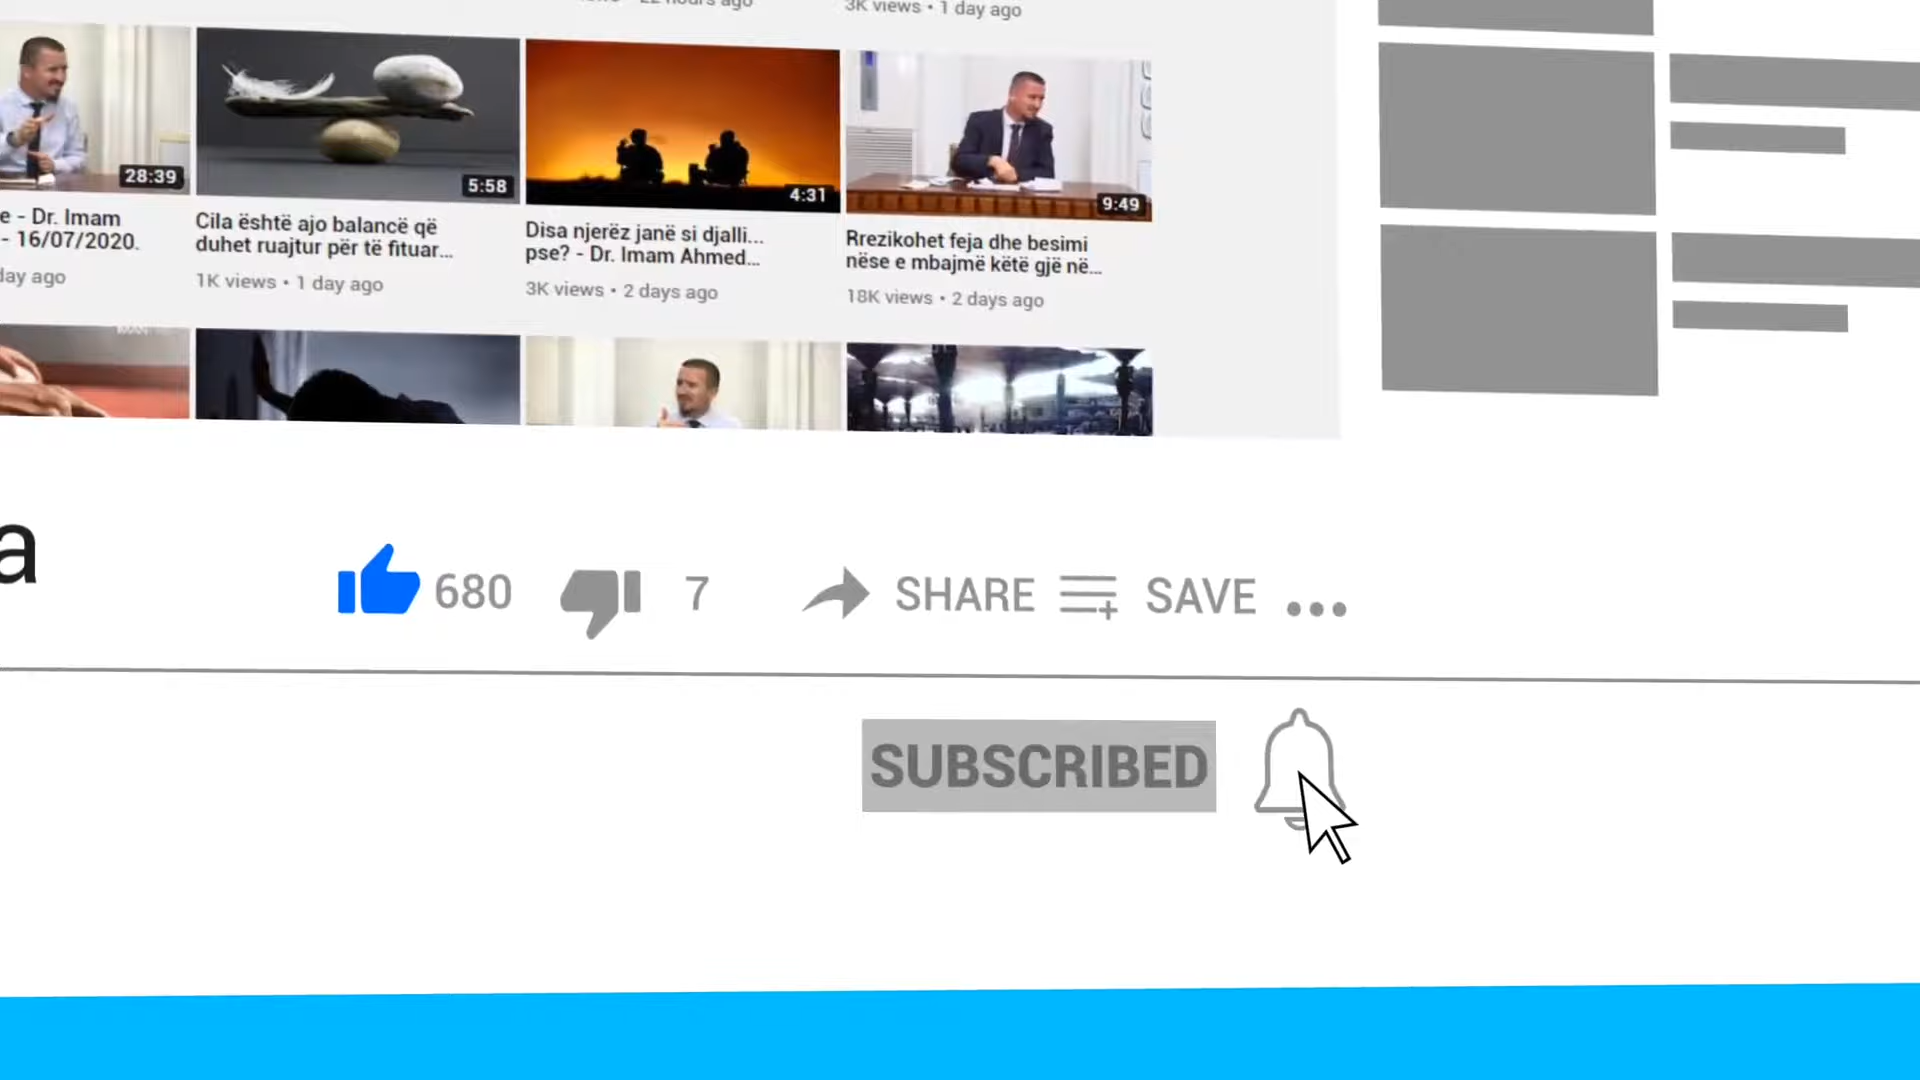 22 hours ago
3K views • 1 day ago
28:39
5:58
4:31
9:49
e - Dr. Imam
- 16/07/2020.
day ago
Cila është ajo balancë që
duhet ruajtur për të fituar...
1K views • 1 day ago
Disa njerëz janë si djalli...
pse? - Dr. Imam Ahmed...
3K views • 2 days ago
Rrezikohet feja dhe besimi
nëse e mbajmë këtë gjë në...
18K views • 2 days ago
a
680
7
SHARE
SAVE
SUBSCRIBED